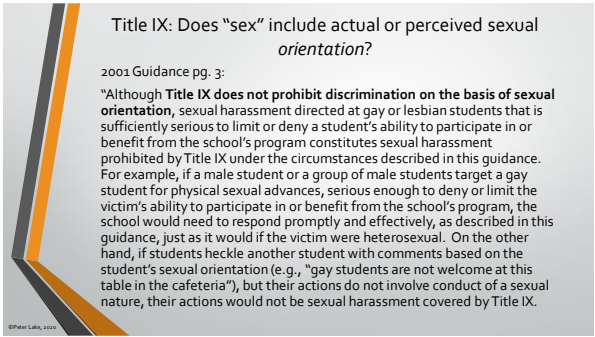 Title IX: Does “sex” include actual or perceived sexual
orientation?
2001 Guidance pg. 3:
“Although Title IX does not prohibit discrimination on the basis of sexual
orientation, sexual harassment directed at gay or lesbian students that is
sufficiently serious to limit or deny a student’s ability to participate in or
benefit from the school’s program constitutes sexual harassment
prohibited by Title IX under the circumstances described in this guidance.
For example, if a male student or a group of male students target a gay
student for physical sexual advances, serious enough to deny or limit the
victim’s ability to participate in or benefit from the school’s program, the
school would need to respond promptly and effectively, as described in this
guidance, just as it would if the victim were heterosexual. On the other
hand, if students heckle another student with comments based on the
student’s sexual orientation (e.g., “gay students are not welcome at this
table in the cafeteria”), but their actions do not involve conduct of a sexual
nature, their actions would not be sexual harassment covered by Title IX.
©Peter Lake, 2020